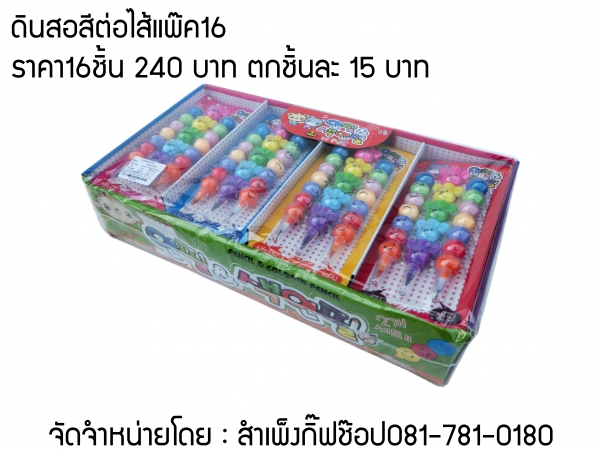 ดินสอสีต่อไส้แพ๊ค16
ราคา16ชิ้น 240 บาท ตกชิ้นละ 15 บาท
PENCIL & COLORED PENCIL
จัดจำหน่ายโดย : สำเพ็งกิ๊ฟช๊อป081-781-0180